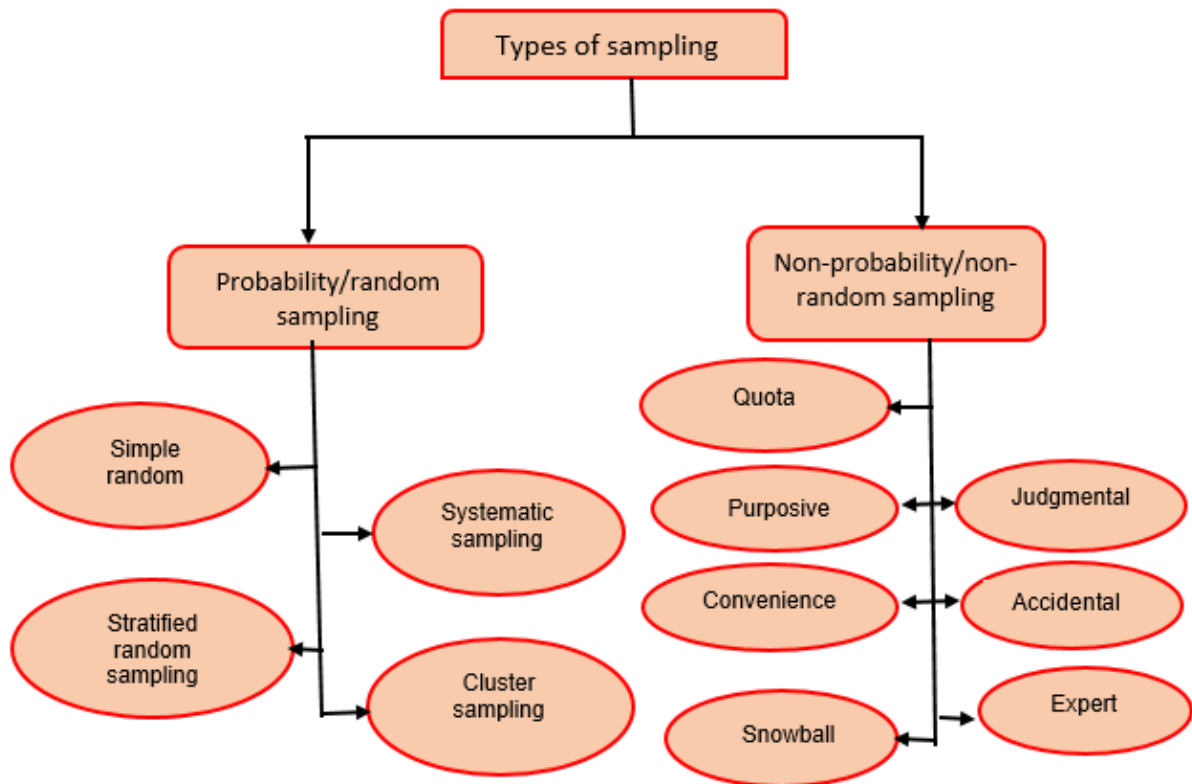 Types of sampling
Probability/random
sampling
Non-probability/non-
random sampling
Simple
random
Systematic
sampling
Stratified
random
sampling
Cluster
sampling
Quota
Purposive
Judgmental
Convenience
Accidental
Snowball
Expert